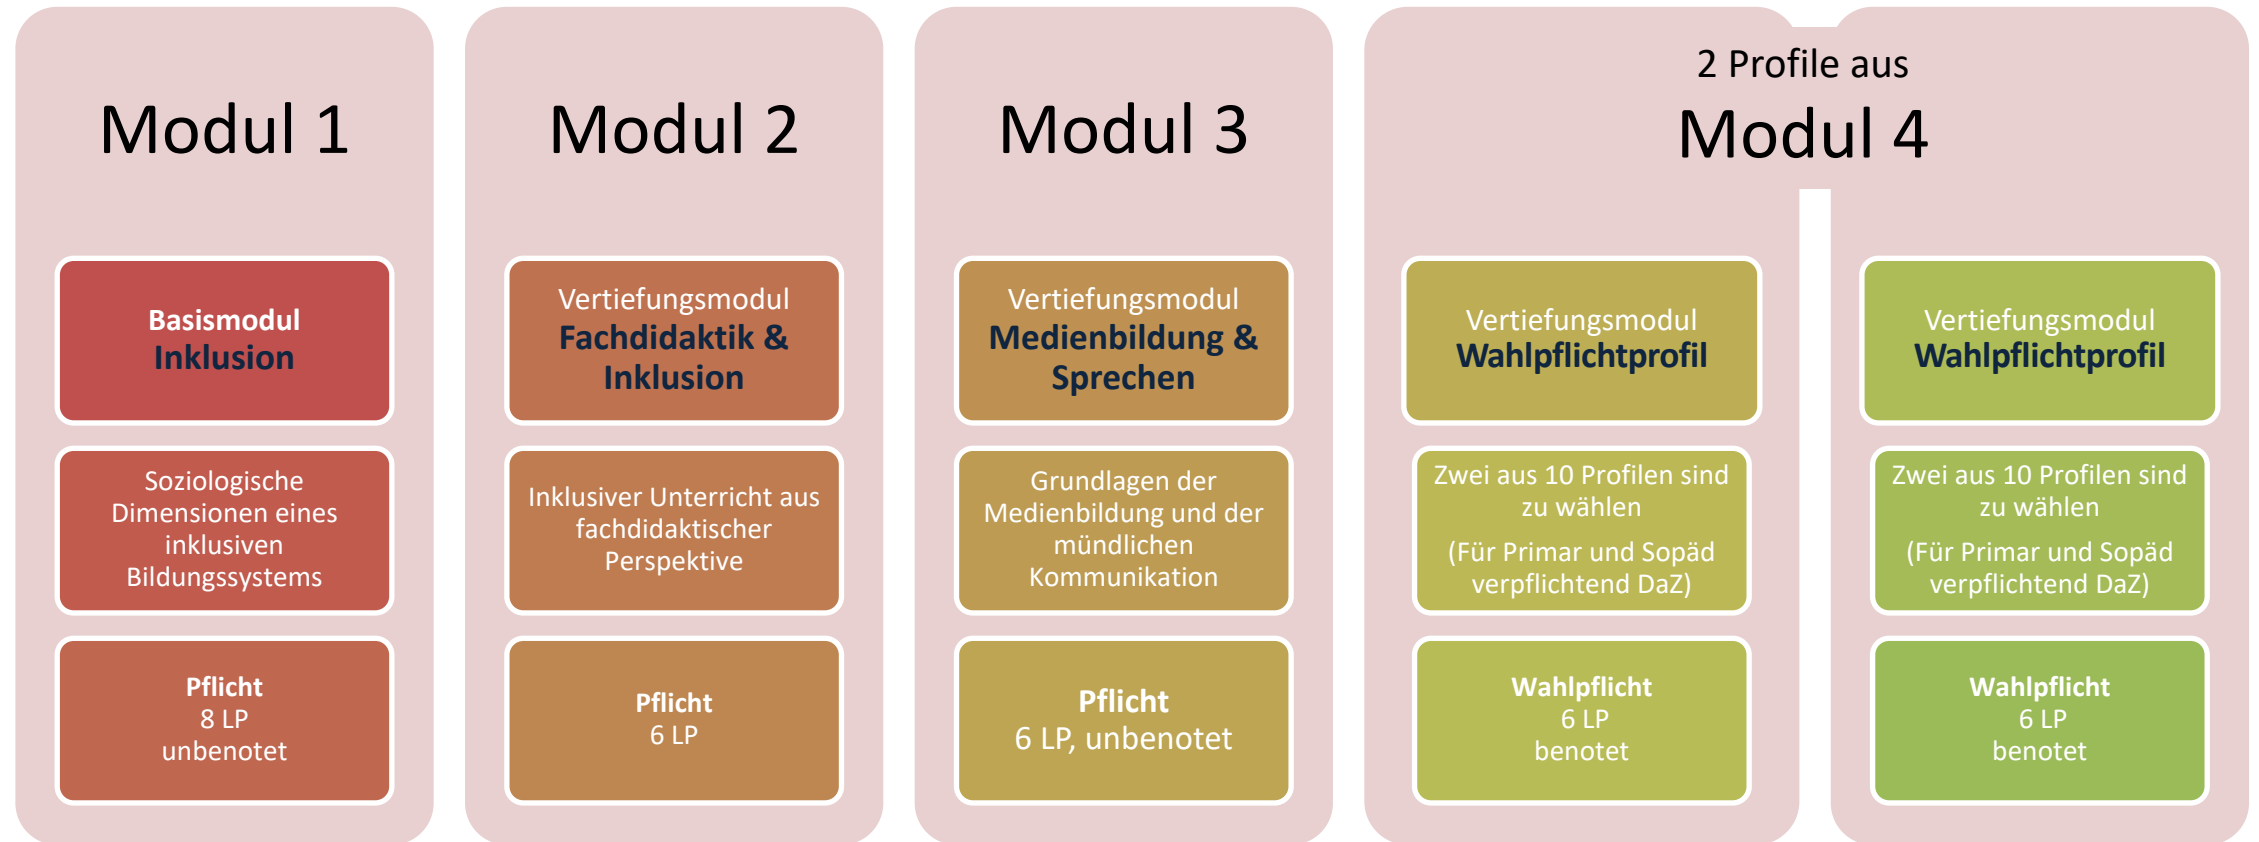 Modul 1
Basismodul
Inklusion
Soziologische
Dimensionen eines
inklusiven
Bildungssystems
Pflicht
8 LP
unbenotet
Modul 2
Vertiefungsmodul
Fachdidaktik &
Inklusion
Inklusiver Unterricht aus
fachdidaktischer
Perspektive
Pflicht
6 LP
Modul 3
Vertiefungsmodul
Medienbildung &
Sprechen
Grundlagen der
Medienbildung und der
mündlichen
Kommunikation
Pflicht
6 LP, unbenotet
2 Profile aus
Modul 4
Vertiefungsmodul
Wahlpflichtprofil
Zwei aus 10 Profilen sind
zu wählen
(Für Primar und Sopäd
verpflichtend DaZ)
Wahlpflicht
6 LP
benotet
Vertiefungsmodul
Wahlpflichtprofil
Zwei aus 10 Profilen sind
zu wählen
(Für Primar und Sopäd
verpflichtend DaZ)
Wahlpflicht
6 LP
benotet